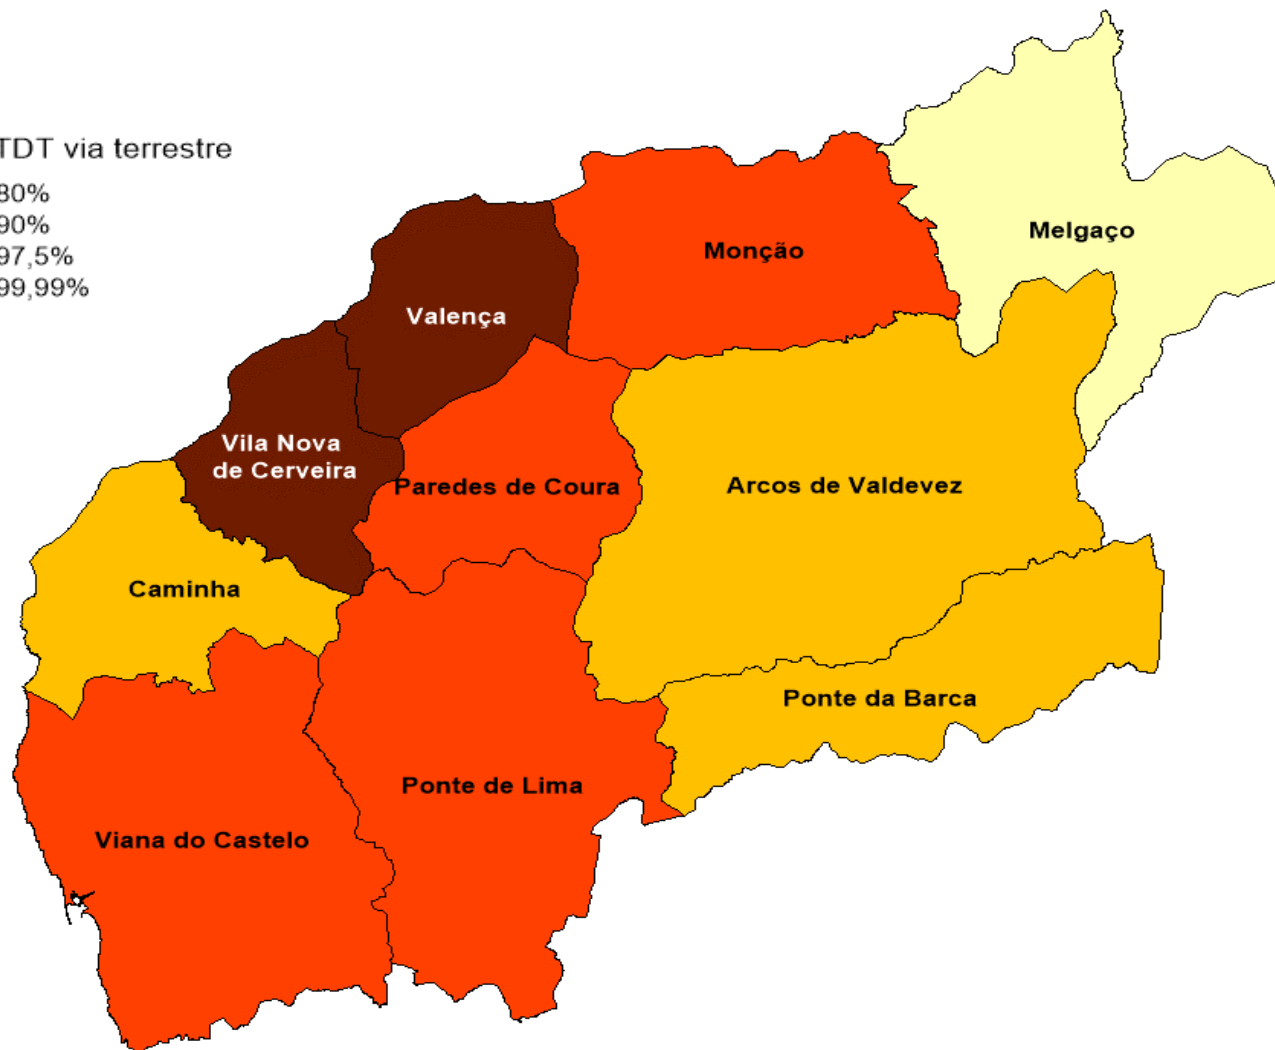 TDT via terrestre
80%
90%
97,5%
99,99%
Melgaço
Monção
Valença
Vila Nova
de Cerveira
Paredes de Coura
Arcos de Valdevez
Caminha
Ponte da Barca
Ponte de Lima
Viana do Castelo